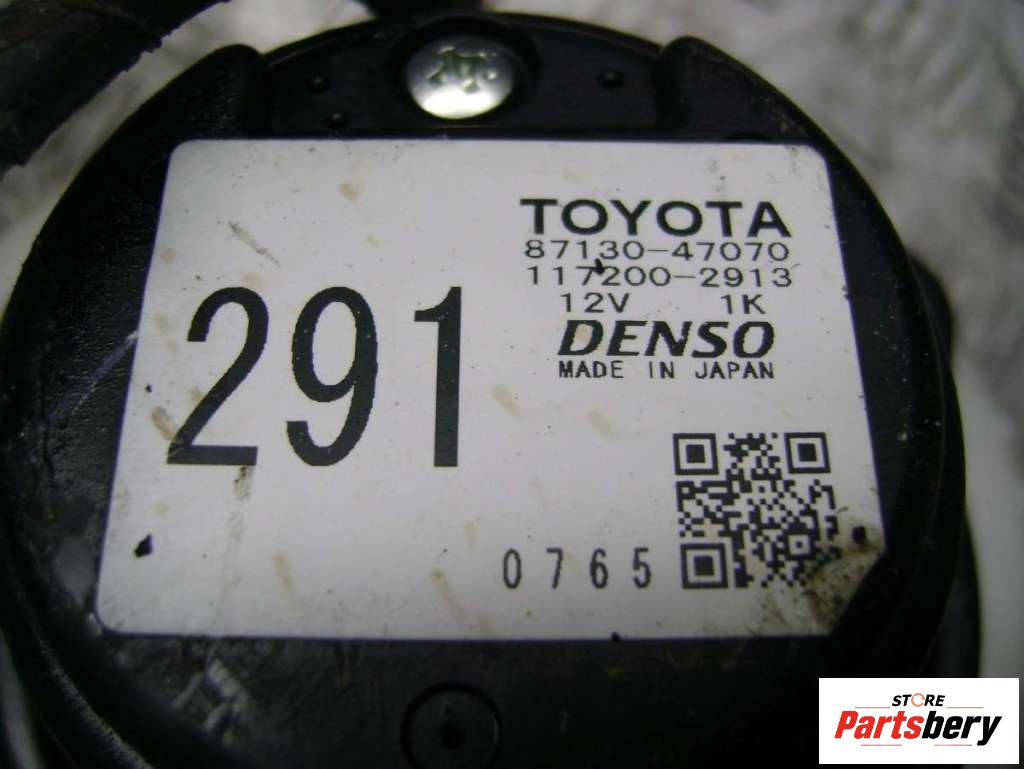 TOYOTA
87130-47070
117200-2913
12V 1K
DENSO
MADE IN JAPAN
291
0765
STORE
Partsbery